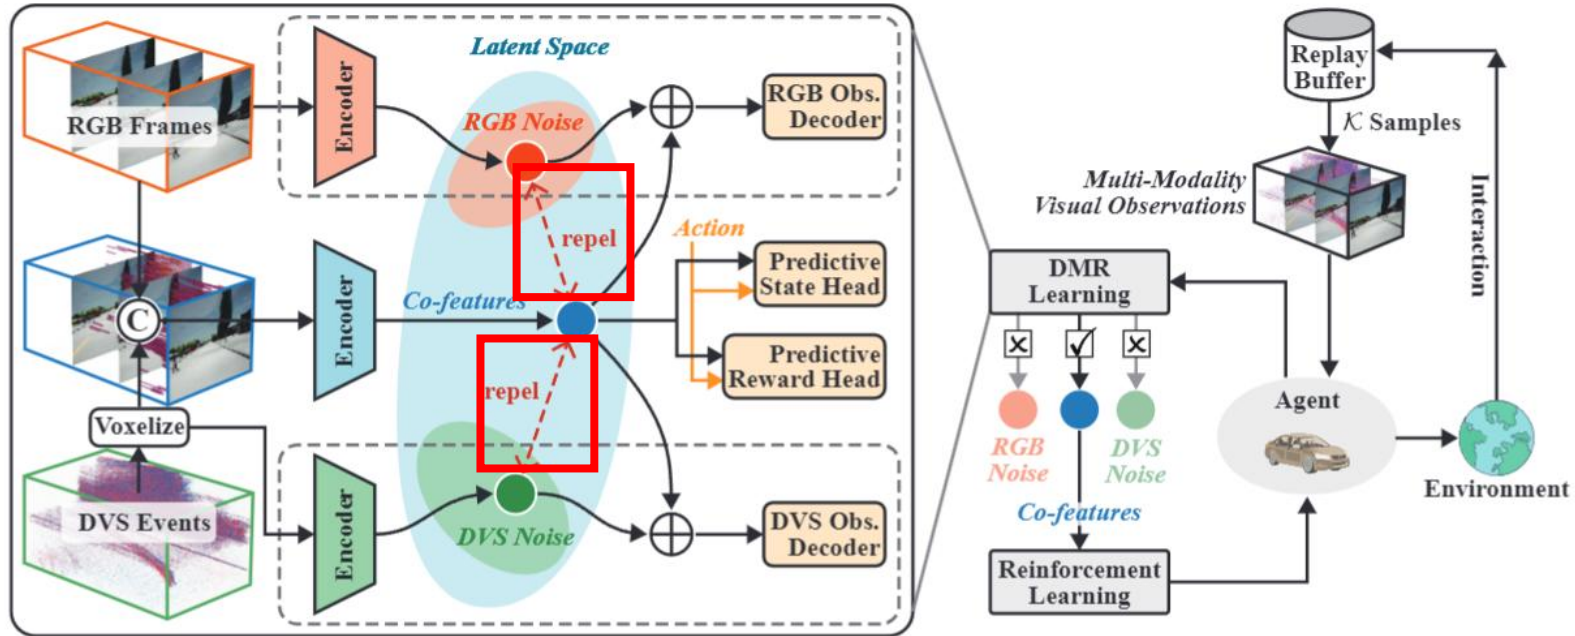 Latent Space
RGB Frames
Encoder
RGB Noise
RGB Obs.
Decoder
repel
Action
C
Encoder
Co-features
Predictive
State Head
Predictive
Reward Head
repel
Voxelize
DVS Events
Encoder
DVS Noise
DVS Obs.
Decoder
Replay
Buffer
K Samples
Multi-Modality
Visual Observations
Interaction
DMR
Learning
RGB
Noise
DVS
Noise
Agent
Environment
Co-features
Reinforcement
Learning